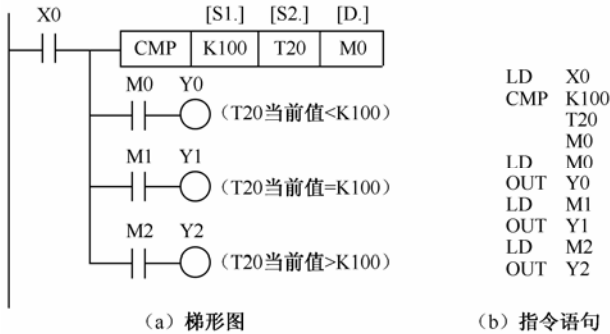 X0
[S1.] [S2.] [D.]
CMP K100 T20 M0
M0 Y0
(T20当前值<K100)
M1 Y1
(T20当前值=K100)
M2 Y2
(T20当前值>K100)
(a) 梯形图
LD X0
CMP K100
T20
M0
LD M0
OUT Y0
LD M1
OUT Y1
LD M2
OUT Y2
(b) 指令语句